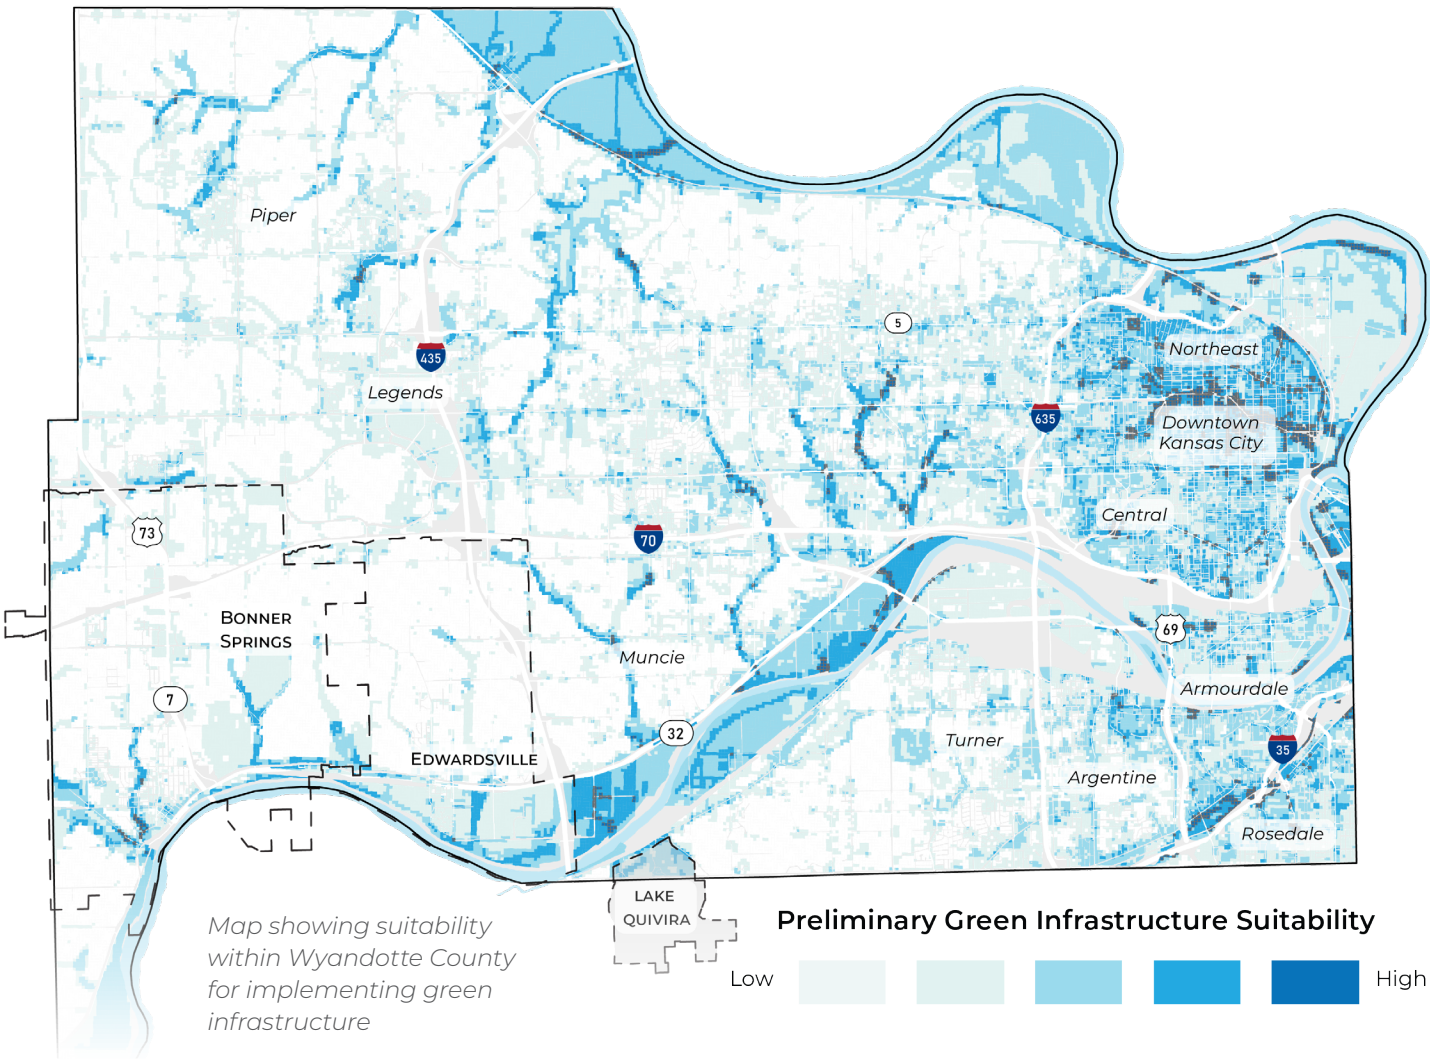 Piper
5
Northeast
435
Legends
635
Downtown
Kansas City
Central
73
70
BONNER
SPRINGS
69
Muncie
7
Armourdale
32
Turner
35
EDWARDSVILLE
Argentine
Rosedale
LAKE
QUIVIRA
Map showing suitability
within Wyandotte County
for implementing green
infrastructure
Preliminary Green Infrastructure Suitability
Low
High